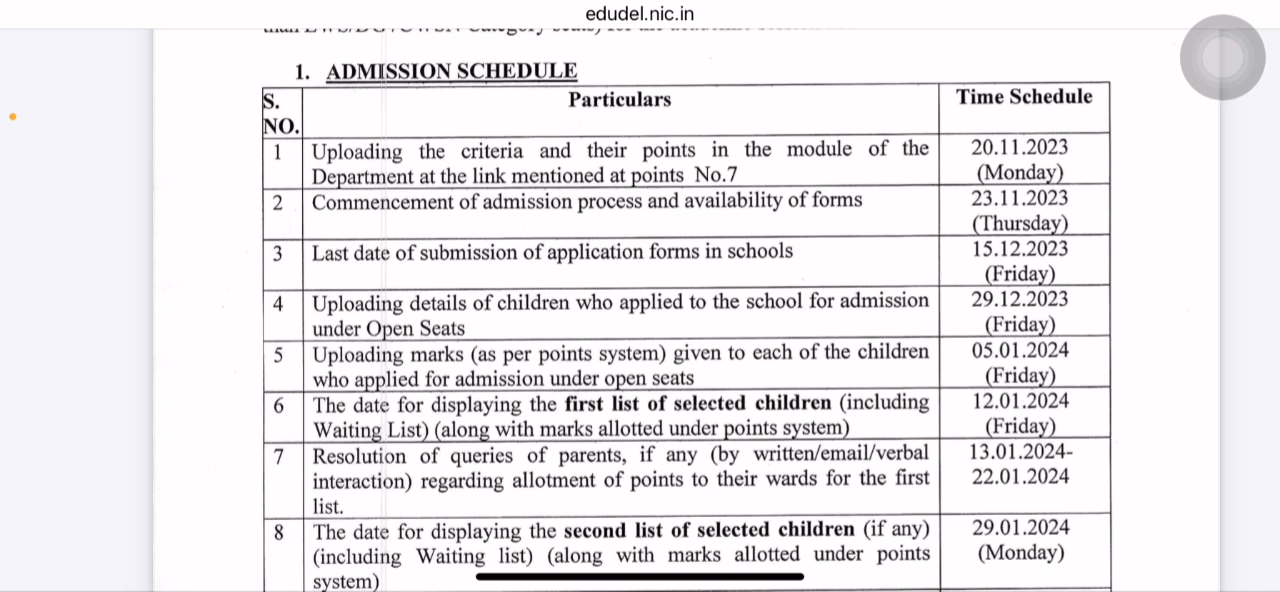 edudel.nic.in
1. ADMISSION SCHEDULE
S. NO. Particulars Time Schedule
1 Uploading the criteria and their points in the module of the 20.11.2023
Department at the link mentioned at points No.7 (Monday)
2 Commencement of admission process and availability of forms 23.11.2023
(Thursday)
3 Last date of submission of application forms in schools 15.12.2023
(Friday)
4 Uploading details of children who applied to the school for admission 29.12.2023
under Open Seats (Friday)
5 Uploading marks (as per points system) given to each of the children 05.01.2024
who applied for admission under open seats (Friday)
6 The date for displaying the first list of selected children (including 12.01.2024
Waiting List) (along with marks allotted under points system) (Friday)
7 Resolution of queries of parents, if any (by written/email/verbal 13.01.2024-
interaction) regarding allotment of points to their wards for the first 22.01.2024
list.
8 The date for displaying the second list of selected children (if any) 29.01.2024
(including Waiting list) (along with marks allotted under points (Monday)
system)